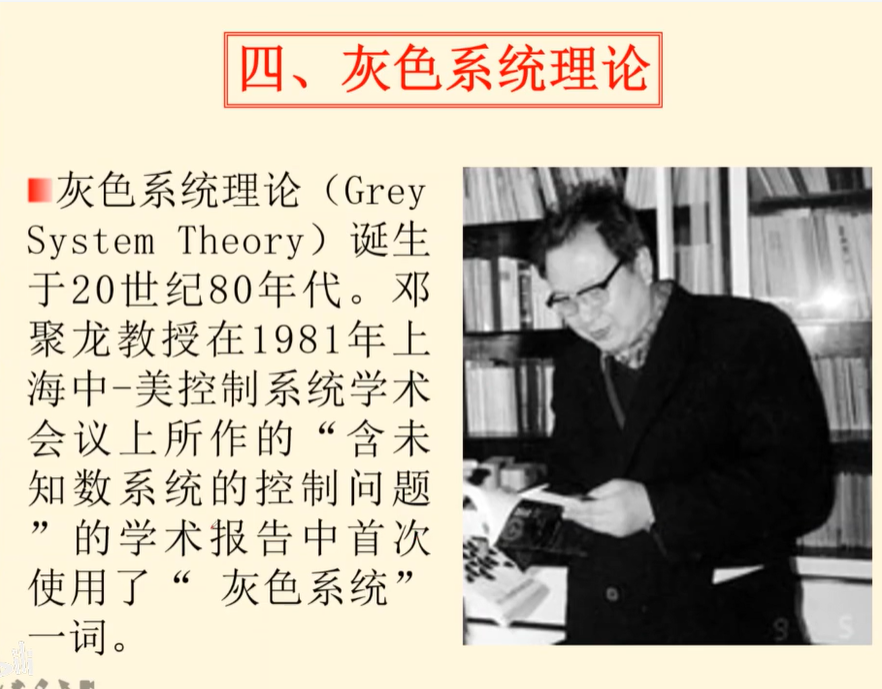 四、灰色系统理论
灰色系统理论（Grey
System Theory）诞生
于20世纪80年代。邓
聚龙教授在1981年上
海中-美控制系统学术
会议上所作的“含未
知数系统的控制问题
”的学术报告中首次
使用了“ 灰色系统”
一词。